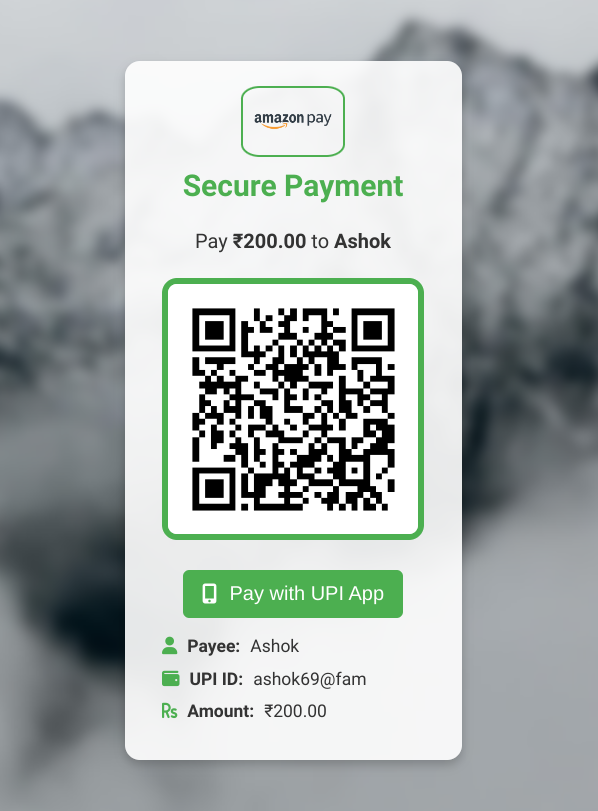 amazon pay
Secure Payment
Pay ₹200.00 to Ashok
Pay with UPI App
Payee: Ashok
UPI ID: ashok69@fam
Rs Amount: ₹200.00